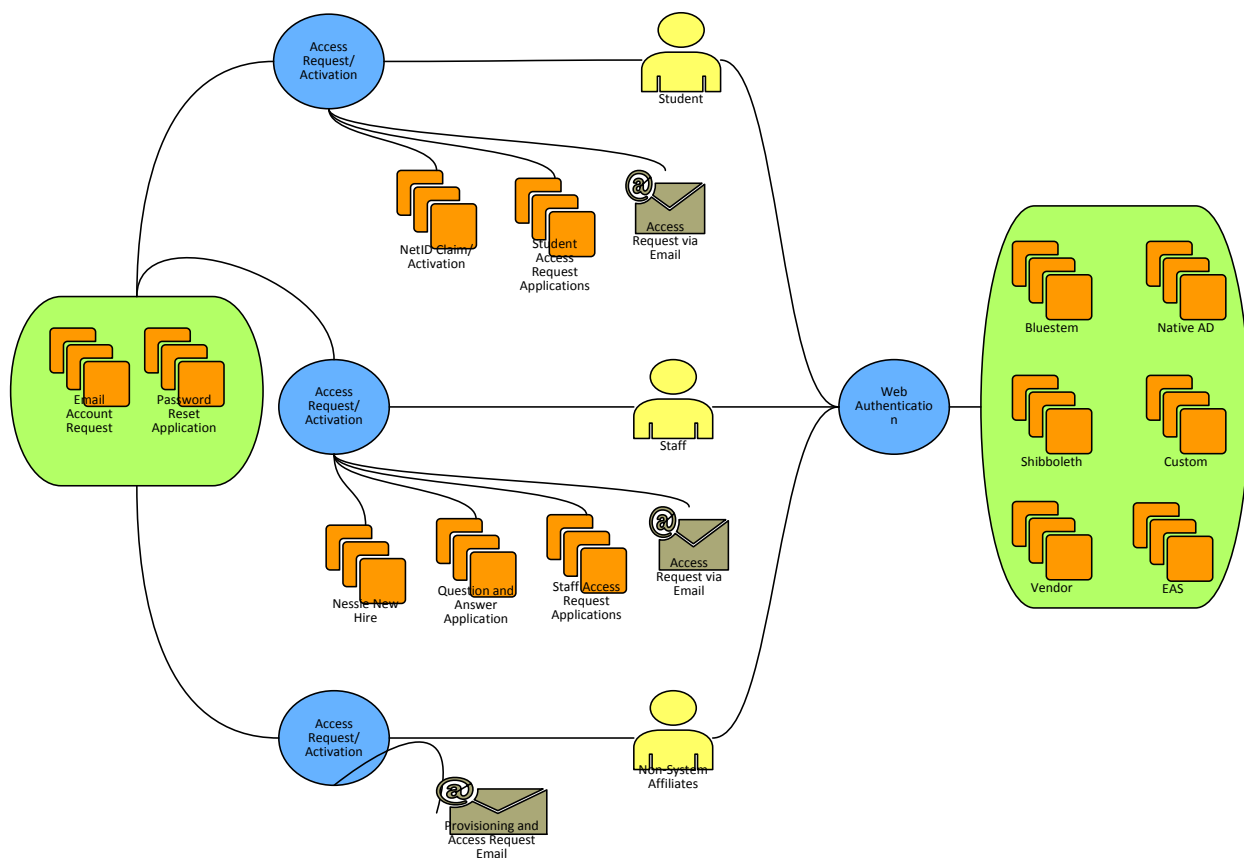 Access
Request/
Activation
Student
NetID Claim/
Activation
Student
Access
Request
Applications
@
Access
Request via
Email
Email
Account
Request
Password
Reset
Application
Access
Request/
Activation
Staff
Web
Authenticatio
n
Bluestem
Native AD
Shibboleth
Custom
Vendor
EAS
Nessie New
Hire
Question and
Answer
Application
Staff Access
Request
Applications
@
Access
Request via
Email
Access
Request/
Activation
Non-System
Affiliates
@
Provisioning and
Access Request
Email